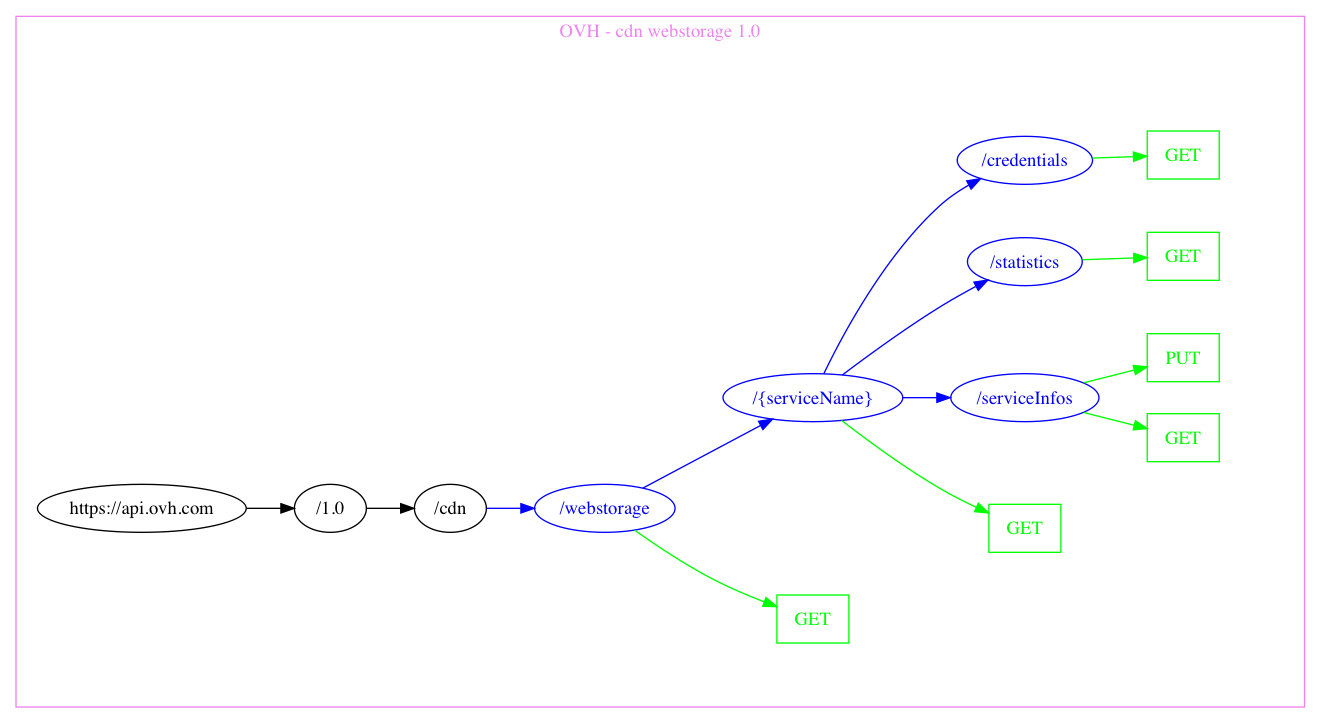 OVH - cdn webstorage 1.0
/credentials
GET
/statistics
GET
PUT
/{serviceName}
/serviceInfos
GET
https://api.ovh.com
/1.0
/cdn
/webstorage
GET
GET